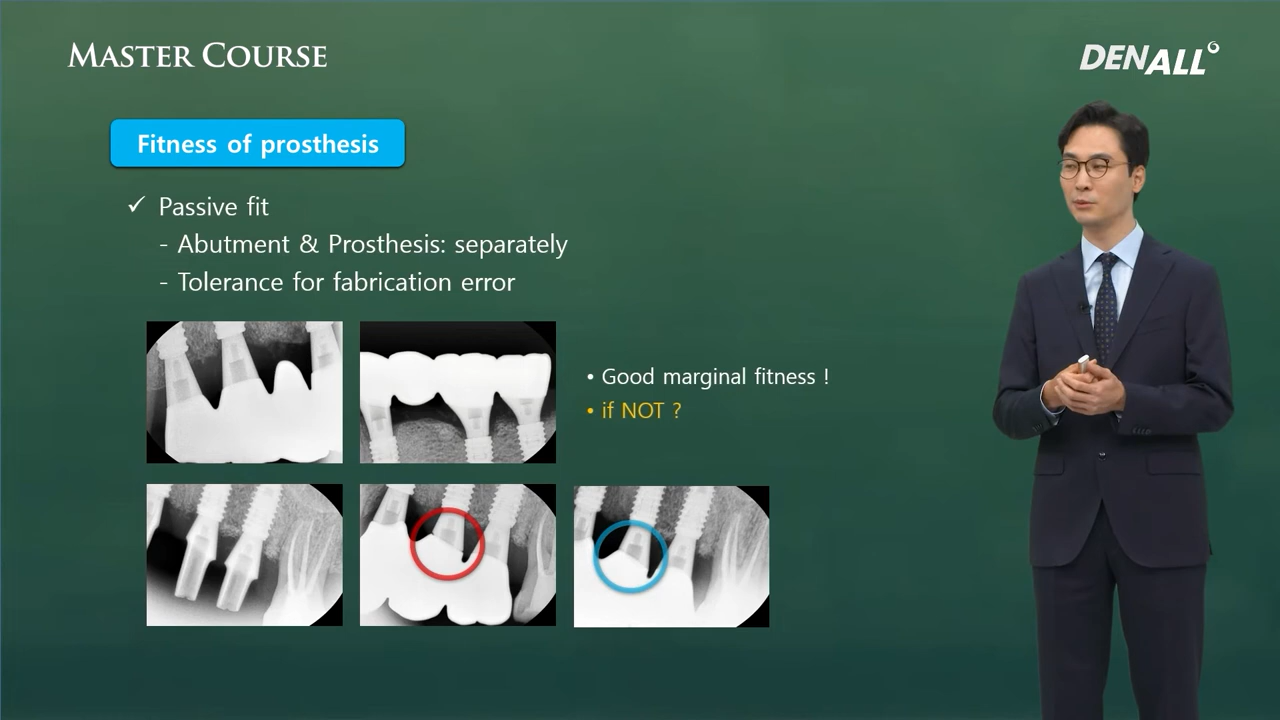 MASTER COURSE
DENALL
Fitness of prosthesis
✓ Passive fit
- Abutment & Prosthesis: separately
- Tolerance for fabrication error
• Good marginal fitness !
• if NOT ?